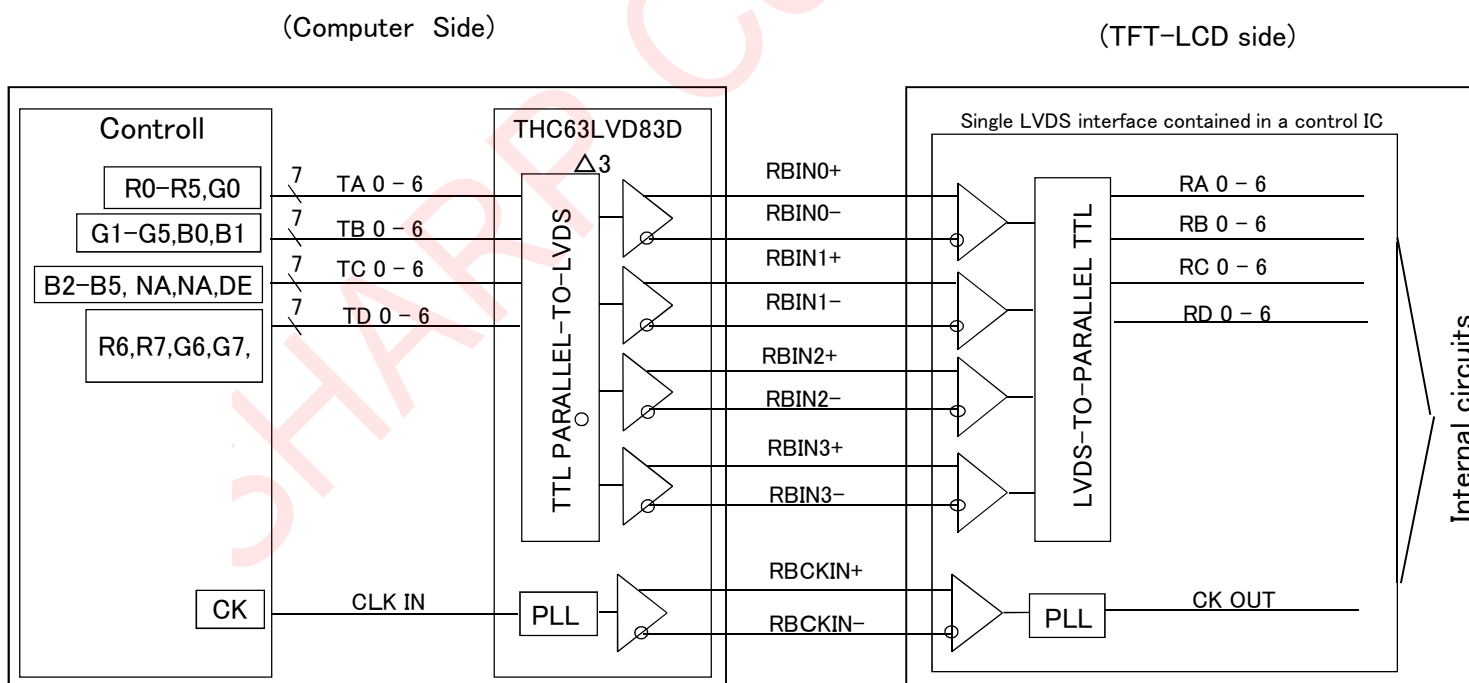 (Computer Side)
(TFT-LCD side)
Controll
THC63LVD83D
Single LVDS interface contained in a control IC
△3
R0-R5,G0
7
TA 0 - 6
RBIN0+
RA 0 - 6
G1-G5,B0,B1
7
TB 0 - 6
RBIN0-
RB 0 - 6
B2-B5, NA,NA,DE
7
TC 0 - 6
RBIN1+
RC 0 - 6
R6,R7,G6,G7,
7
TD 0 - 6
RBIN1-
RD 0 - 6
TTL PARALLEL-TO-LVDS
LVDS-TO-PARALLEL TTL
RBIN2+
RBIN2-
RBIN3+
RBIN3-
Internal circuits
CK
CLK IN
PLL
RBCKIN+
RBCKIN-
PLL
CK OUT
SHARP Co